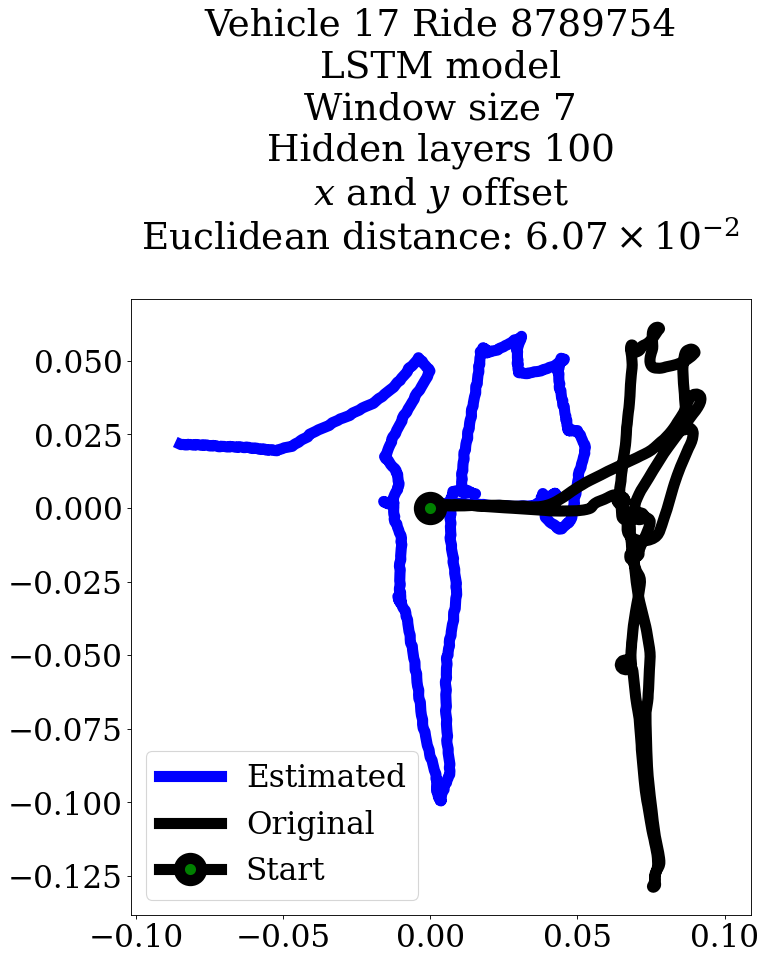 Vehicle 17 Ride 8789754
LSTM model
Window size 7
Hidden layers 100
x and y offset
Euclidean distance: 6.07 × 10⁻²
0.050
0.025
0.000
−0.025
−0.050
−0.075
−0.100
−0.125
Estimated
Original
Start
−0.10 −0.05 0.00 0.05 0.10